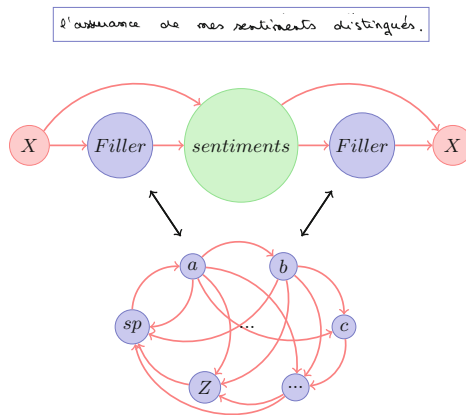 l'assurance de mes sentiments distingués.
X Filler sentiments Filler X
a b
sp ... c
Z ...